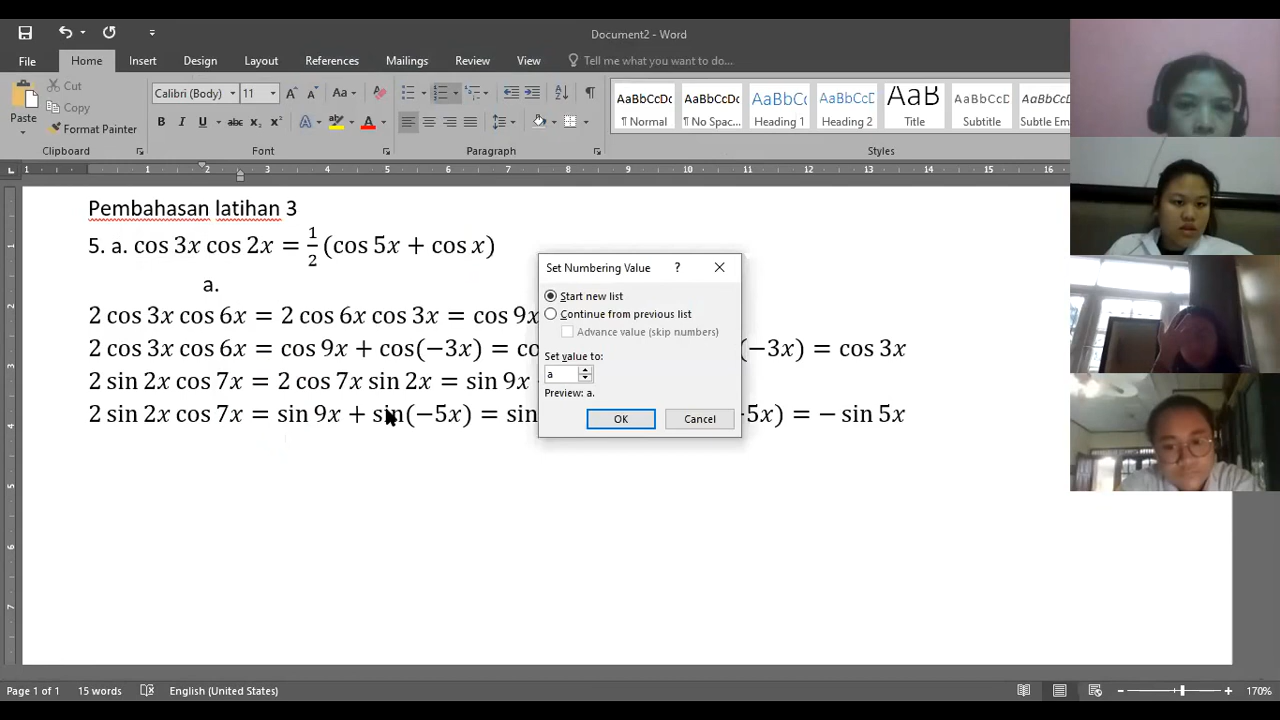 Document2 - Word
File Home Insert Design Layout References Mailings Review View Tell me what you want to do...
Paste
Cut
Copy
Format Painter
Calibri (Body) 11
Clipboard Font Paragraph Styles
AaBbCcDc AaBbCcDc AaBbCc AaBbCcD AaB AaBbCcD
¶ Normal ¶ No Spac... Heading 1 Heading 2 Title Subtitle Subtle Em
Pembahasan latihan 3
5. a. cos 3x cos 2x = 1/2 (cos 5x + cos x)
a.
2 cos 3x cos 6x = 2 cos 6x cos 3x = cos 9x
2 cos 3x cos 6x = cos 9x + cos(−3x) = (−3x) = cos 3x
2 sin 2x cos 7x = 2 cos 7x sin 2x = sin 9x
2 sin 2x cos 7x = sin 9x + sin(−5x) = sin 5x) = − sin 5x
Set Numbering Value ?
Start new list
Continue from previous list
Advance value (skip numbers)
Set value to:
a
Preview: a.
OK Cancel
Page 1 of 1 15 words English (United States) 170%